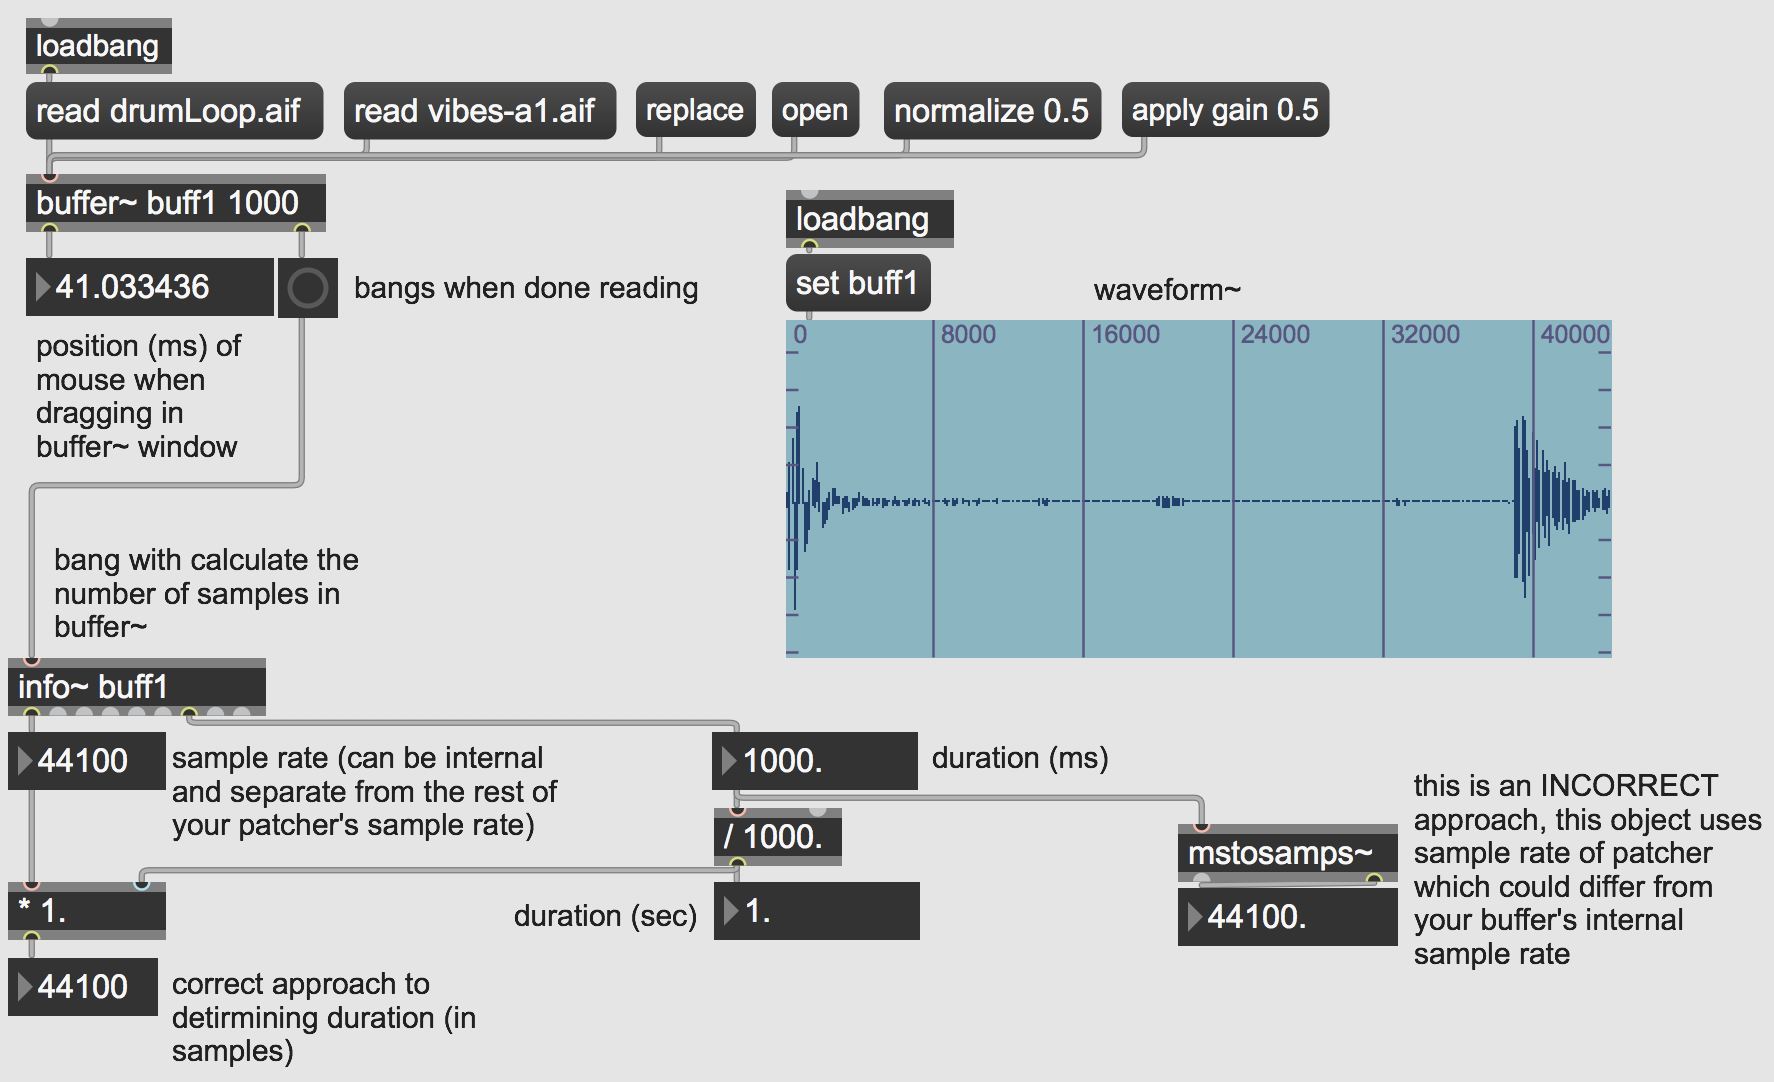 loadbang
read drumLoop.aif
read vibes-a1.aif
replace
open
normalize 0.5
apply gain 0.5
buffer~ buff1 1000
41.033436
bangs when done reading
position (ms) of
mouse when
dragging in
buffer~ window
loadbang
set buff1
waveform~
0 8000 16000 24000 32000 40000
bang with calculate the
number of samples in
buffer~
info~ buff1
44100
sample rate (can be internal
and separate from the rest of
your patcher's sample rate)
1000.
duration (ms)
/ 1000.
* 1.
duration (sec)
1.
mstosamps~
44100.
this is an INCORRECT
approach, this object uses
sample rate of patcher
which could differ from
your buffer's internal
sample rate
44100
correct approach to
detirmining duration (in
samples)